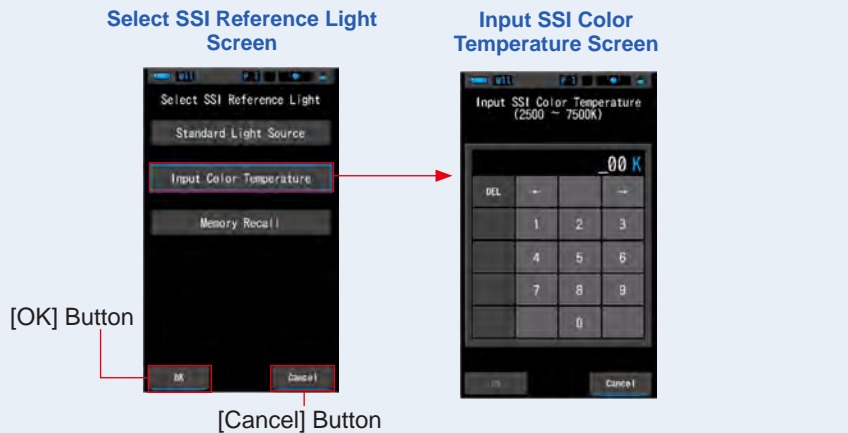 Select SSI Reference Light
Screen
Input SSI Color
Temperature Screen
Select SSI Reference Light
Standard Light Source
Input Color Temperature
Memory Recall
OK
Cancel
[OK] Button
[Cancel] Button
Input SSI Color Temperature
(2500 ~ 7500K)
_00 K
DEL ← →
1 2 3
4 5 6
7 8 9
0
Cancel